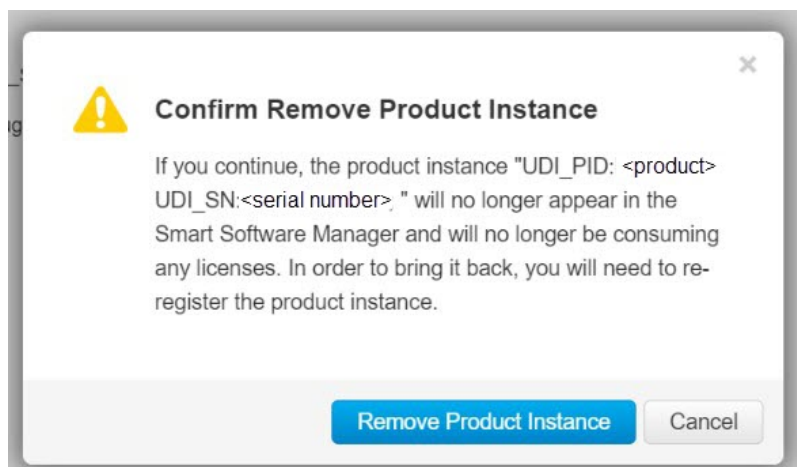 ×
Confirm Remove Product Instance
If you continue, the product instance "UDI_PID: <product>
UDI_SN:<serial number>; " will no longer appear in the
Smart Software Manager and will no longer be consuming
any licenses. In order to bring it back, you will need to re-
register the product instance.
Remove Product Instance
Cancel